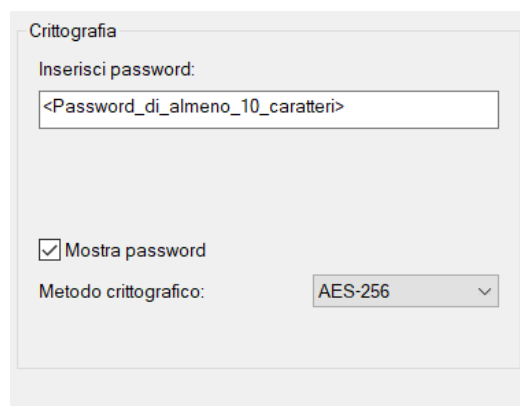 Crittografia
Inserisci password:
<Password_di_almeno_10_caratteri>
Mostra password
Metodo crittografico: AES-256